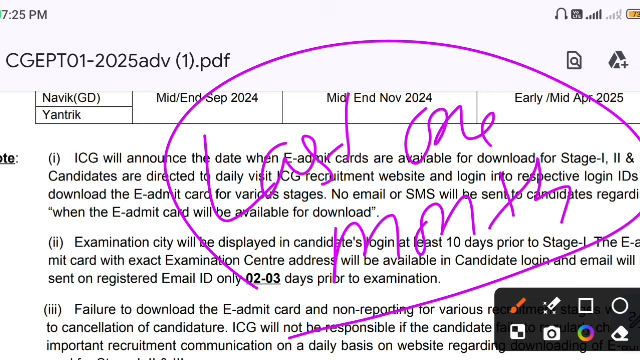 7:25 PM
CGEPT01-2025adv (1).pdf
Navik(GD) Mid/End Sep 2024 Mid/ End Nov 2024 Early /Mid Apr 2025
Yantrik
ote: (i) ICG will announce the date when E-admit cards are available for download for Stage-I, II &
Candidates are directed to daily visit ICG recruitment website and login into respective login IDs
download the E-admit card for various stages. No email or SMS will be sent to candidates regardin
“when the E-admit card will be available for download”.
(ii) Examination city will be displayed in candidate's login at least 10 days prior to Stage-I. The E-a
mit card with exact Examination Centre address will be available in Candidate login and email will
sent on registered Email ID only 02-03 days prior to examination.
(iii) Failure to download the E-admit card and non-reporting for various recruitment stages w
to cancellation of candidature. ICG will not be responsible if the candidate
important recruitment communication on a daily basis on website regarding downloading of E-
Last one
month